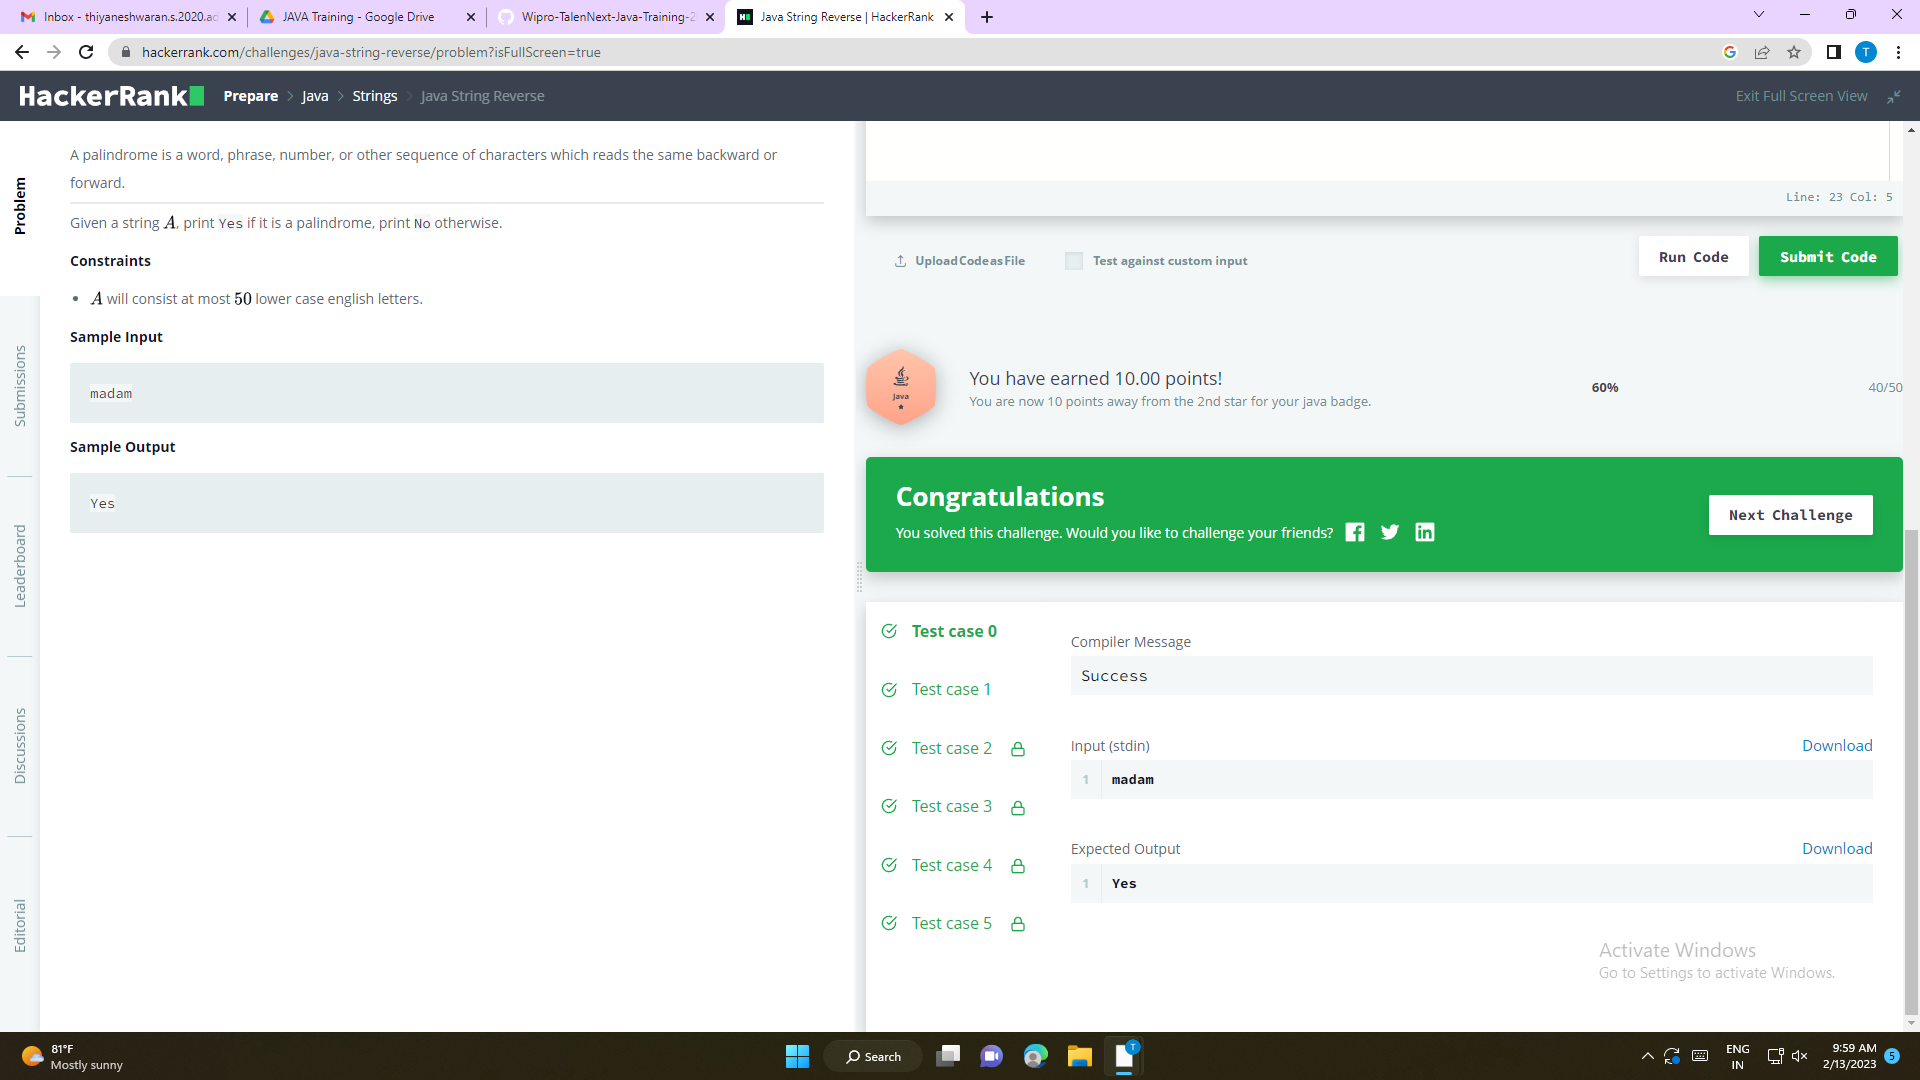 Inbox - thiyaneshwaran.s.2020.ad
JAVA Training - Google Drive
Wipro-TalenNext-Java-Training-2
Java String Reverse | HackerRank
hackerrank.com/challenges/java-string-reverse/problem?isFullScreen=true
T
HackerRank
Prepare > Java > Strings > Java String Reverse
Exit Full Screen View
Problem
Submissions
Leaderboard
Discussions
Editorial
A palindrome is a word, phrase, number, or other sequence of characters which reads the same backward or
forward.
Given a string A, print Yes if it is a palindrome, print No otherwise.
Constraints
• A will consist at most 50 lower case english letters.
Sample Input
madam
Sample Output
Yes
Line: 23 Col: 5
Upload Code as File
Test against custom input
Run Code
Submit Code
Java
You have earned 10.00 points!
You are now 10 points away from the 2nd star for your java badge.
60%
40/50
Congratulations
You solved this challenge. Would you like to challenge your friends?
Next Challenge
Test case 0
Test case 1
Test case 2
Test case 3
Test case 4
Test case 5
Compiler Message
Success
Input (stdin)
Download
1 madam
Expected Output
Download
1 Yes
Activate Windows
Go to Settings to activate Windows.
81°F
Mostly sunny
Search
T
ENG
IN
9:59 AM
2/13/2023
5